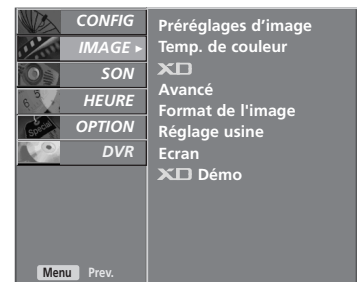 CONFIG
IMAGE ►
SON
HEURE
OPTION
DVR
Menu Prev.
Préréglages d’image
Temp. de couleur
XD
Avancé
Format de l'image
Réglage usine
Ecran
XD Démo